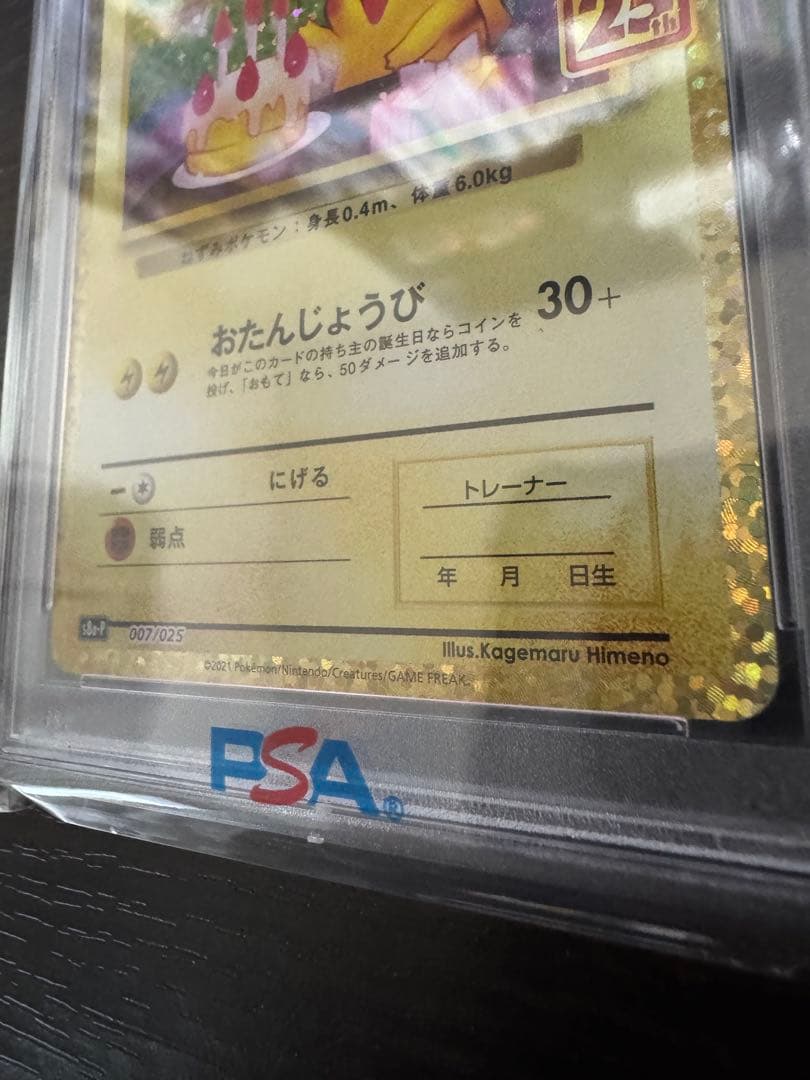 25th
ねずみポケモン：身長0.4m、体重6.0kg
おたんじょうび 30+
今日がこのカードの持ち主の誕生日ならコインを
投げ、「おもて」なら、50ダメージを追加する。
ー にげる
弱点
トレーナー
年 月 日生
s8a-P 007/025
Illus.Kagemaru Himeno
©2021 Pokémon/Nintendo/Creatures/GAME FREAK.
PSA®